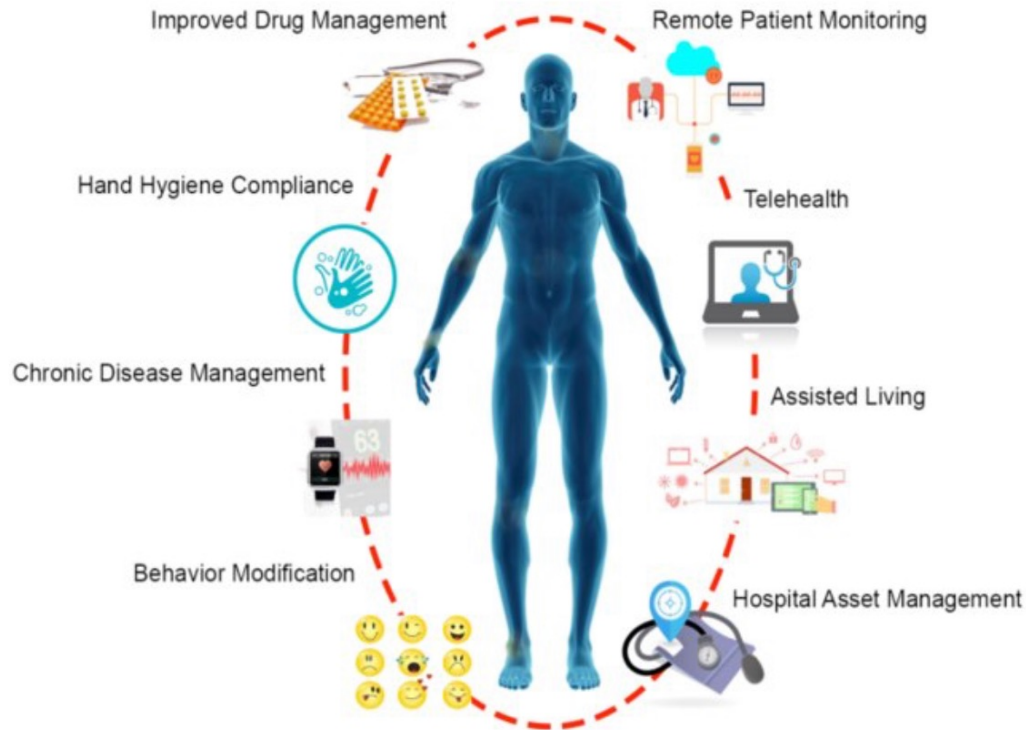 Improved Drug Management
Remote Patient Monitoring
Hand Hygiene Compliance
Telehealth
Chronic Disease Management
Assisted Living
63
Behavior Modification
Hospital Asset Management